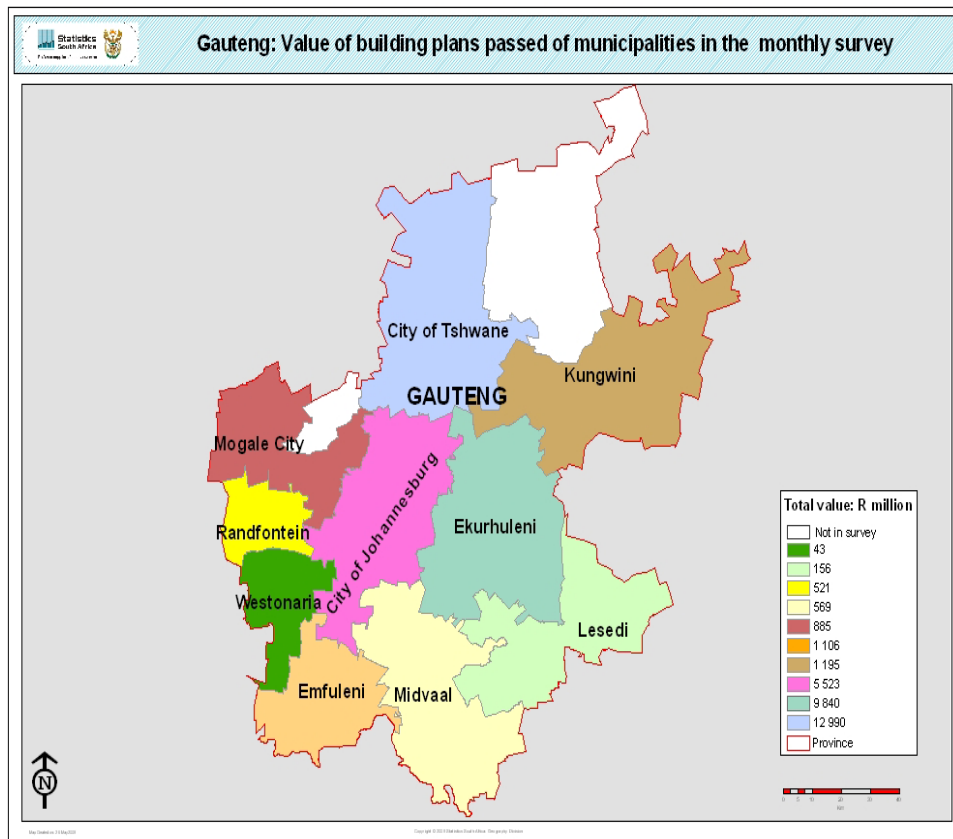 Statistics
South Africa
Gauteng: Value of building plans passed of municipalities in the monthly survey
City of Tshwane
Kungwini
GAUTENG
Mogale City
City of Johannesburg
Ekurhuleni
Randfontein
Westonaria
Lesedi
Emfuleni
Midvaal
Total value: R million
Not in survey
43
156
521
569
885
1 106
1 195
5 523
9 840
12 990
Province
N